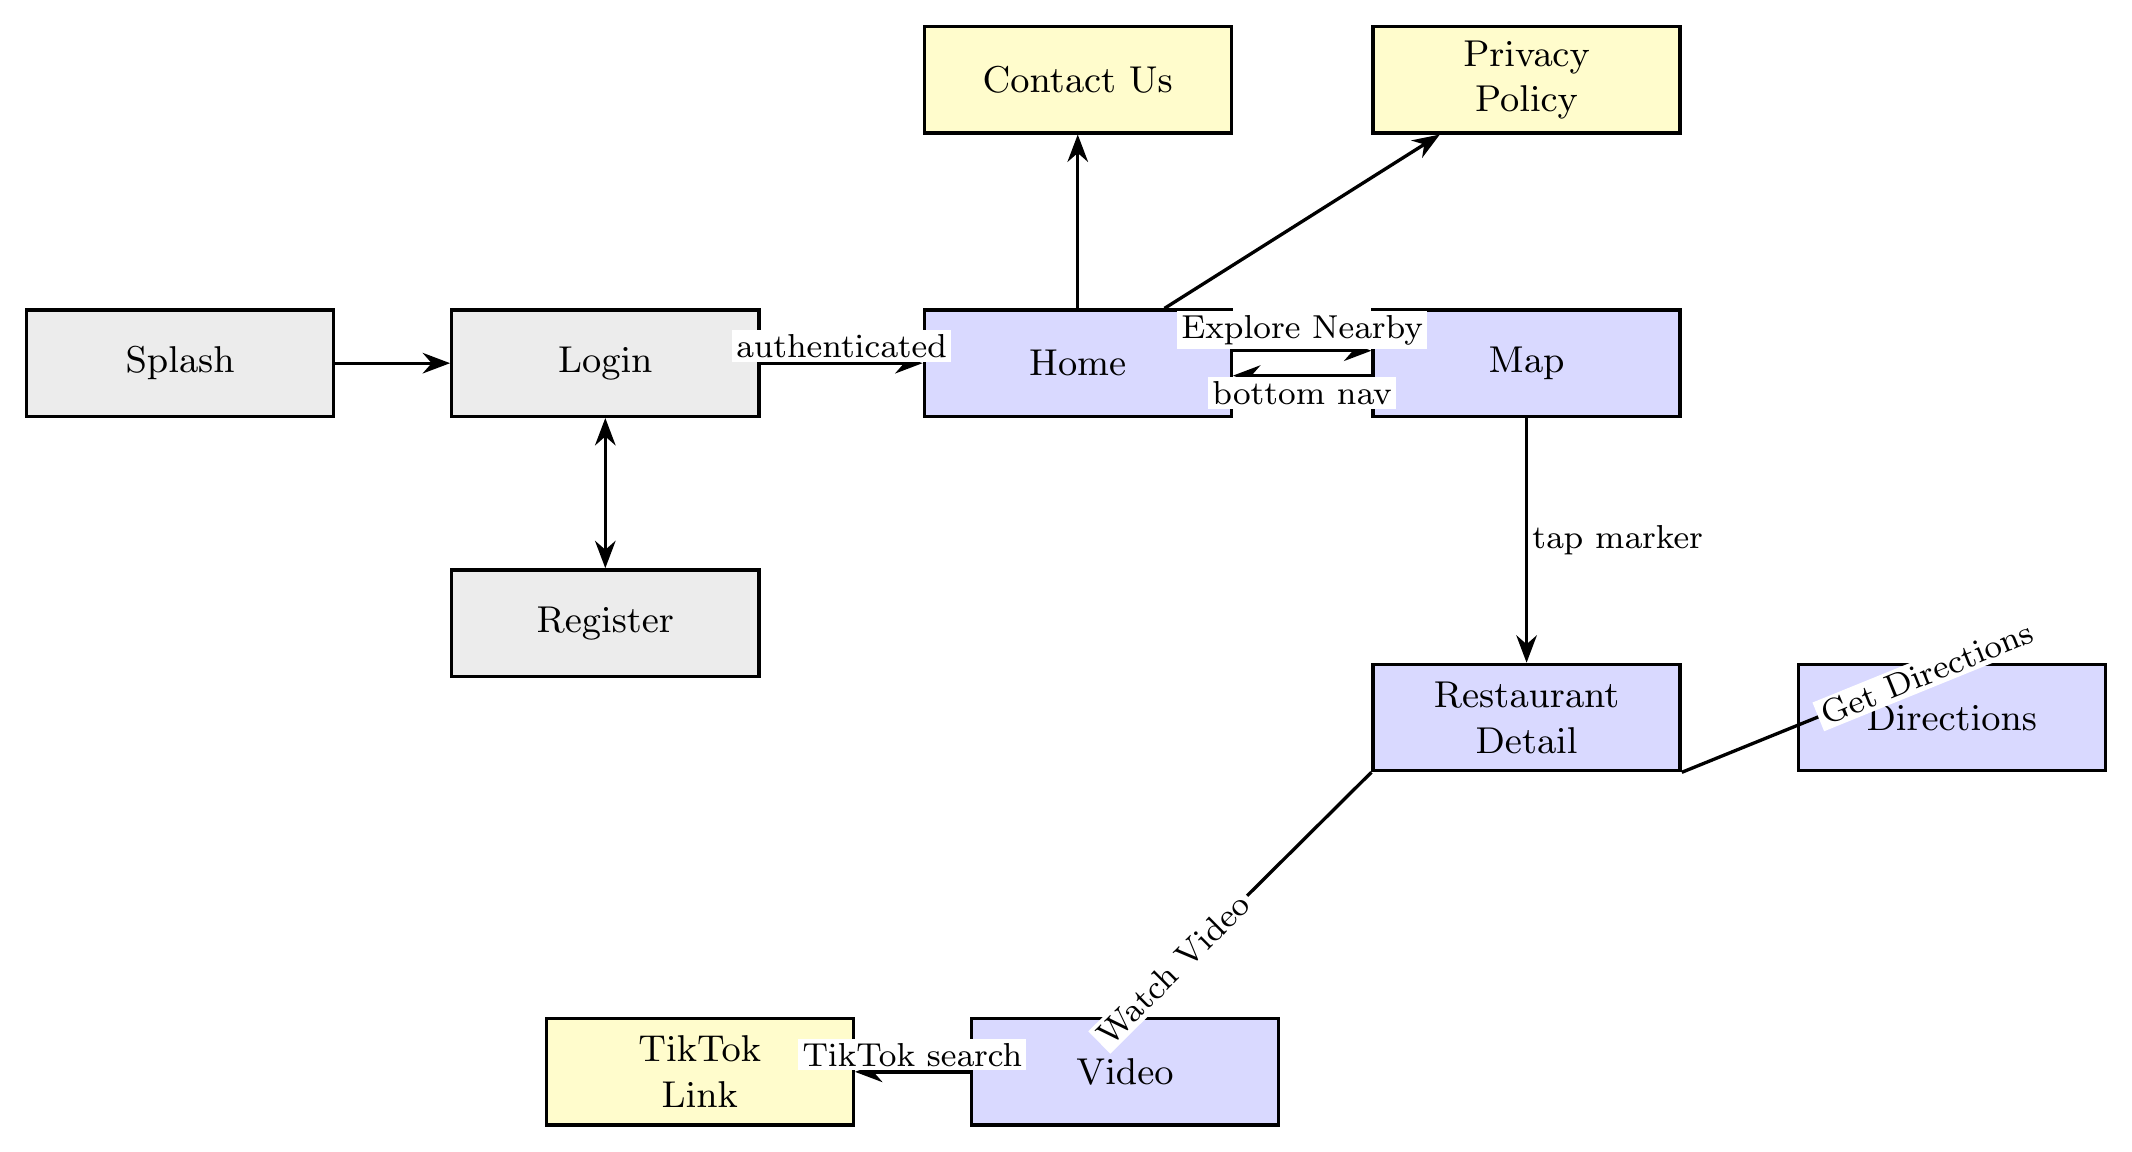 Contact Us
Privacy
Policy
Splash
Login
authenticated
Home
Explore Nearby
bottom nav
Map
tap marker
Register
Restaurant
Detail
Get Directions
Directions
Watch Video
TikTok
Link
TikTok search
Video